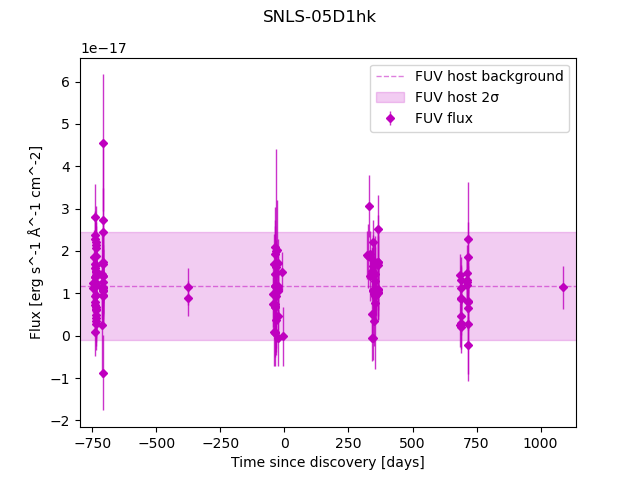 SNLS-05D1hk
1e−17
FUV host background
FUV host 2σ
FUV flux
6
5
4
3
2
1
0
−1
−2
Flux [erg s^-1 Å^-1 cm^-2]
−750
−500
−250
0
250
500
750
1000
Time since discovery [days]